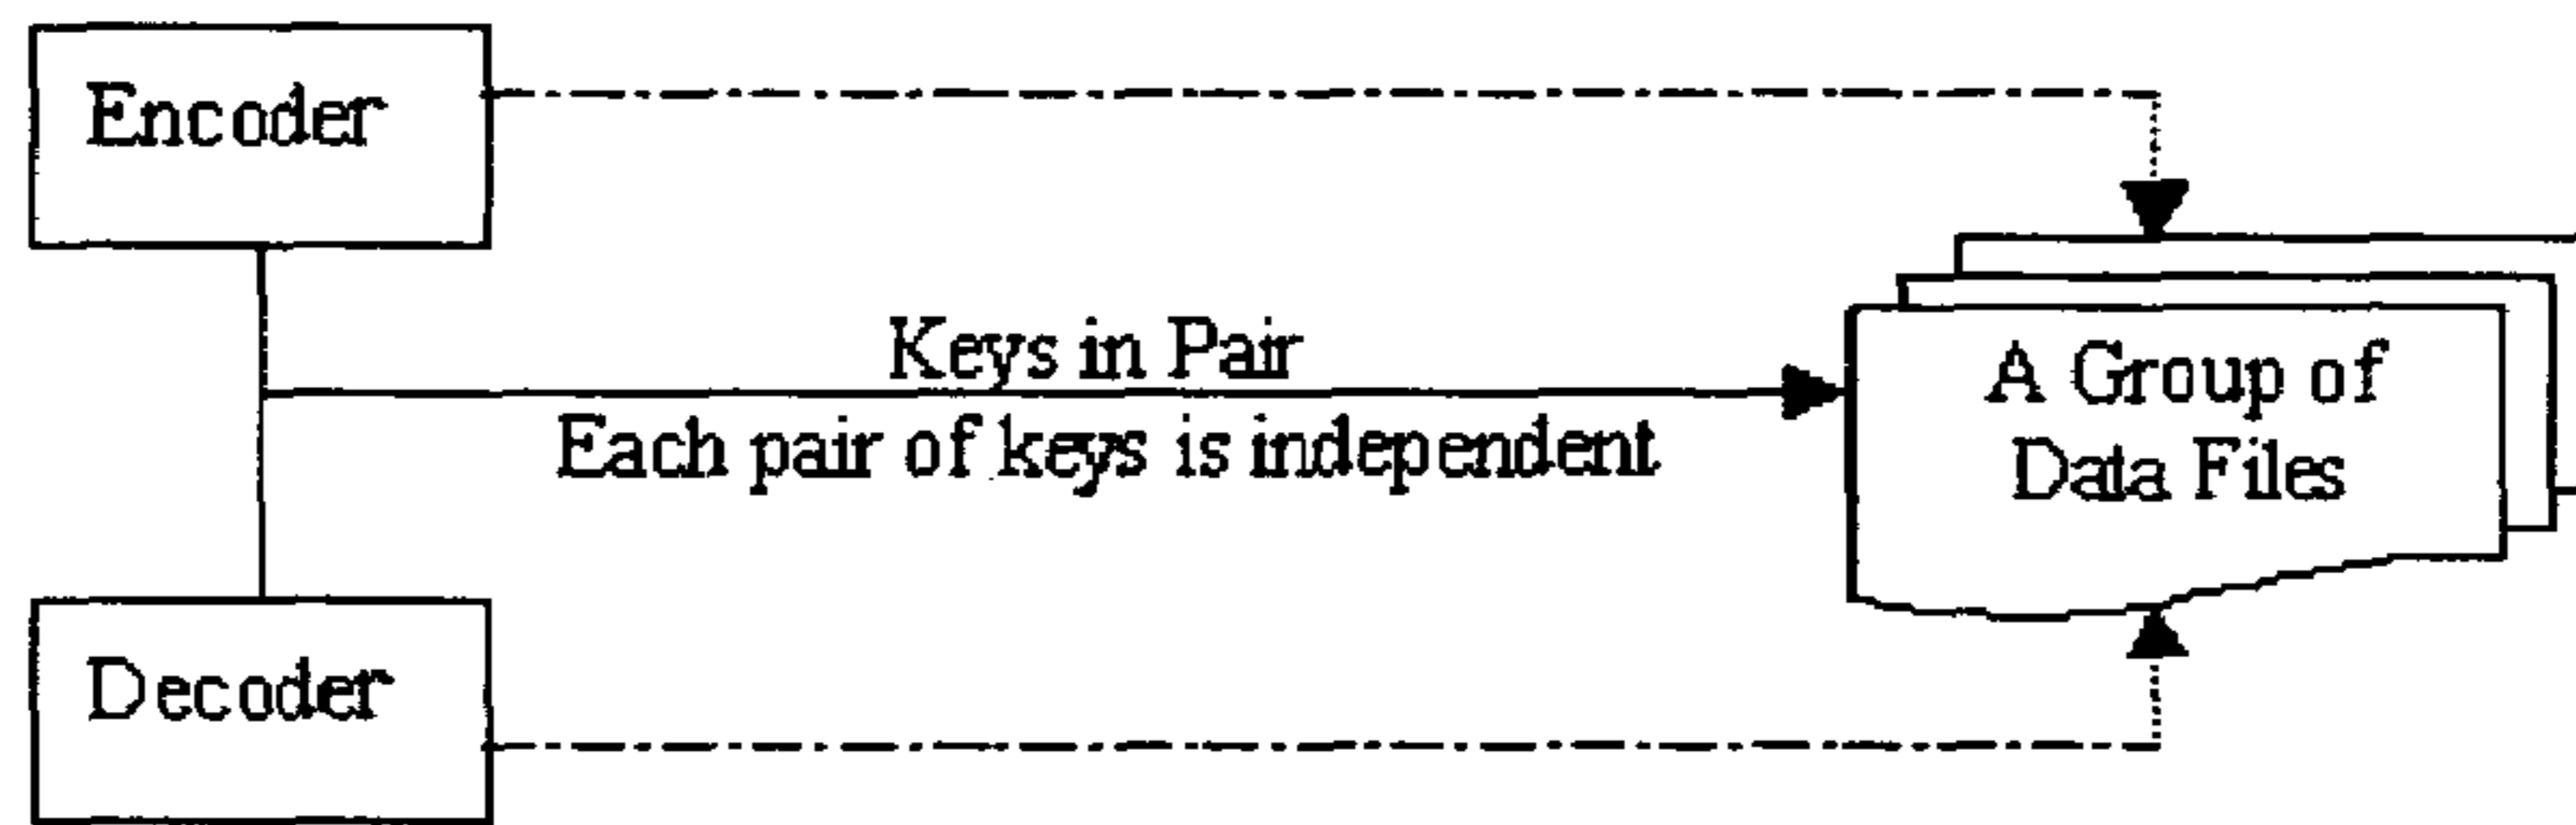 Encoder
Keys in Pair
Each pair of keys is independent
A Group of
Data Files
Decoder